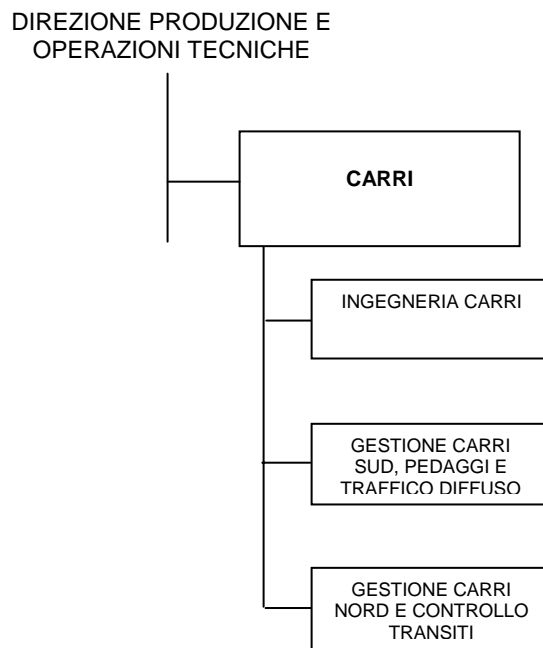 DIREZIONE PRODUZIONE E
OPERAZIONI TECNICHE
CARRI
INGEGNERIA CARRI
GESTIONE CARRI
SUD, PEDAGGI E
TRAFFICO DIFFUSO
GESTIONE CARRI
NORD E CONTROLLO
TRANSITI